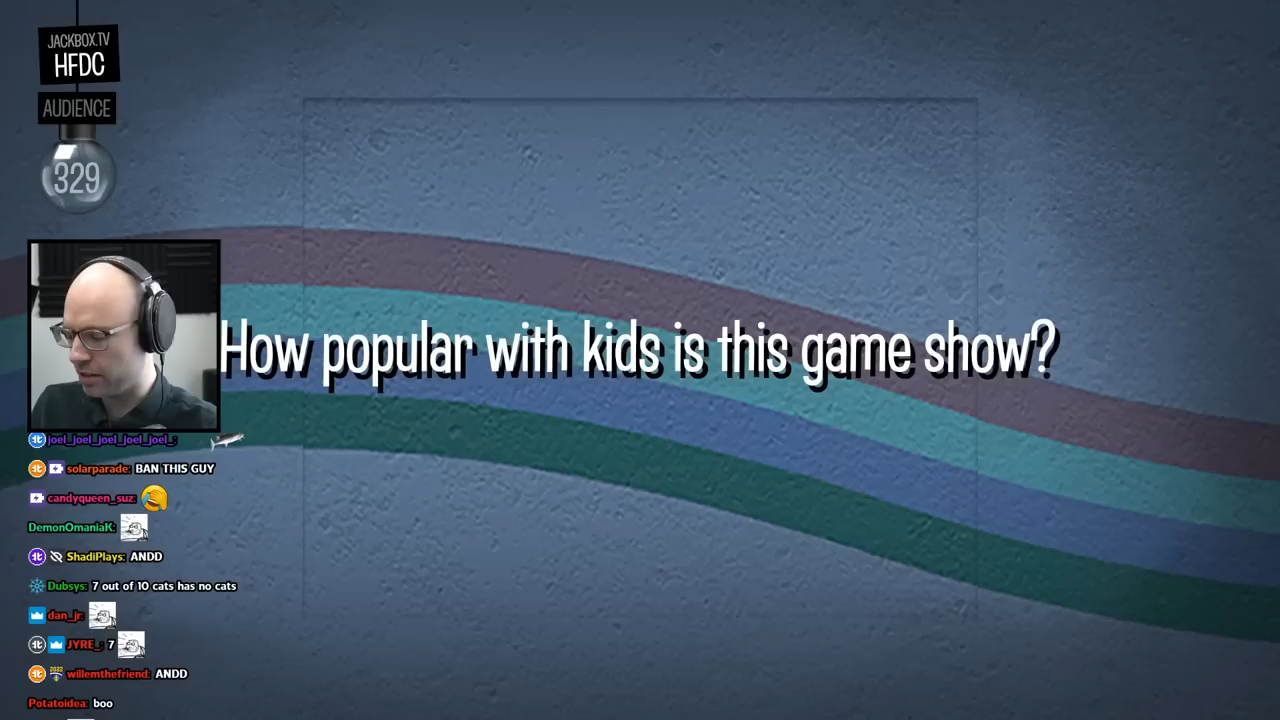 JACKBOX.TV
HFDC
AUDIENCE
329
How popular with kids is this game show?
joel_joel_joel_joel_joel_:
solarparade: BAN THIS GUY
candyqueen_suz:
DemonOmaniaK:
ShadiPlays: ANDD
Dubsys: 7 out of 10 cats has no cats
dan_jr:
JYRE_: 7
willemthefriend: ANDD
Potatoidea: boo